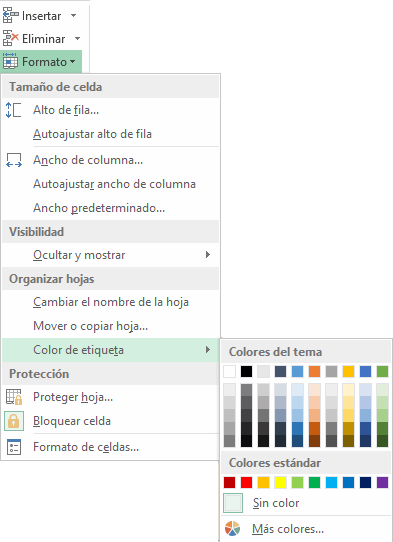 Insertar
Eliminar
Formato
Tamaño de celda
Alto de fila...
Autoajustar alto de fila
Ancho de columna...
Autoajustar ancho de columna
Ancho predeterminado...
Visibilidad
Ocultar y mostrar
Organizar hojas
Cambiar el nombre de la hoja
Mover o copiar hoja...
Color de etiqueta
Protección
Proteger hoja...
Bloquear celda
Formato de celdas...
Colores del tema
Colores estándar
Sin color
Más colores...